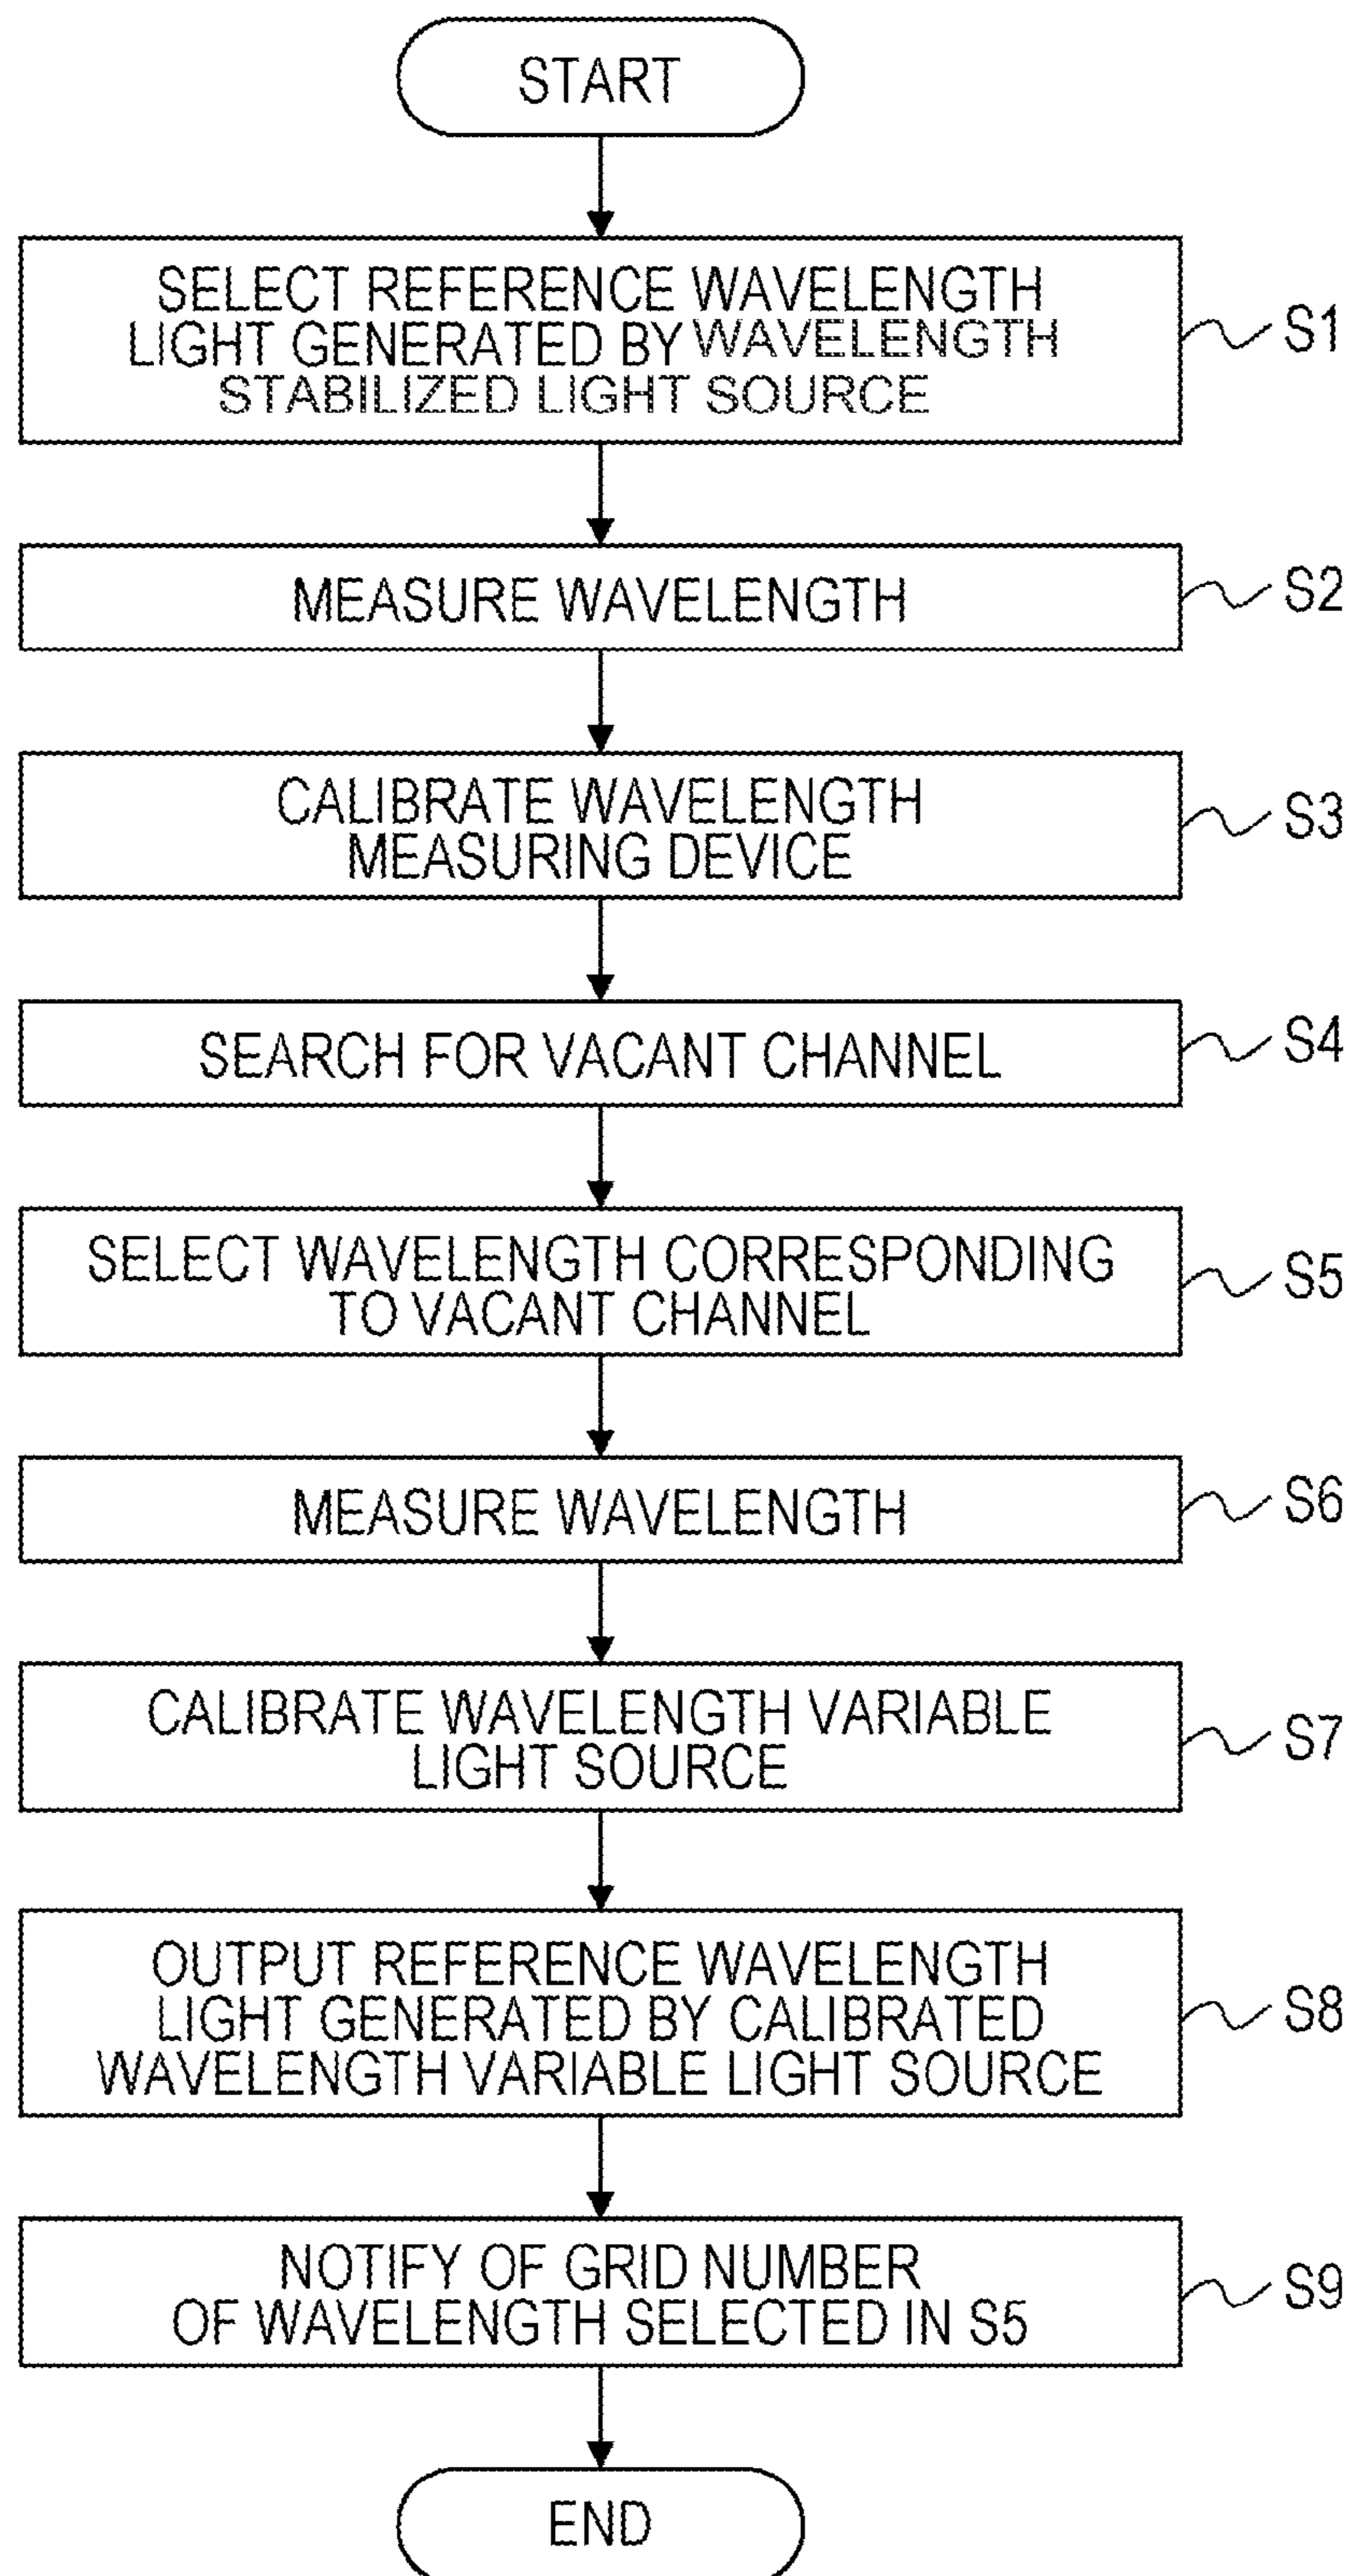 START
SELECT REFERENCE WAVELENGTH
LIGHT GENERATED BY WAVELENGTH
STABILIZED LIGHT SOURCE
S1
MEASURE WAVELENGTH
S2
CALIBRATE WAVELENGTH
MEASURING DEVICE
S3
SEARCH FOR VACANT CHANNEL
S4
SELECT WAVELENGTH CORRESPONDING
TO VACANT CHANNEL
S5
MEASURE WAVELENGTH
S6
CALIBRATE WAVELENGTH VARIABLE
LIGHT SOURCE
S7
OUTPUT REFERENCE WAVELENGTH
LIGHT GENERATED BY CALIBRATED
WAVELENGTH VARIABLE LIGHT SOURCE
S8
NOTIFY OF GRID NUMBER
OF WAVELENGTH SELECTED IN S5
S9
END